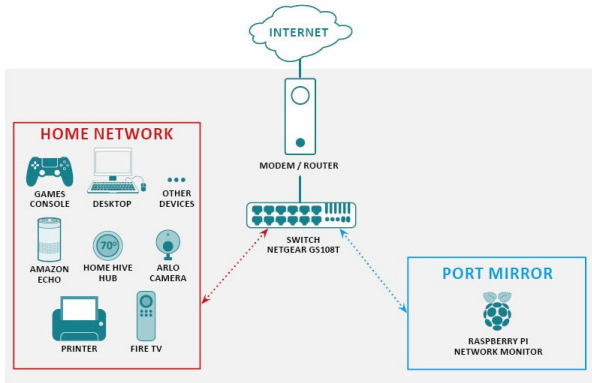 INTERNET
MODEM / ROUTER
SWITCH
NETGEAR GS108T
HOME NETWORK
GAMES
CONSOLE
DESKTOP
OTHER
DEVICES
AMAZON
ECHO
70º
HOME HIVE
HUB
ARLO
CAMERA
PRINTER
FIRE TV
PORT MIRROR
RASPBERRY PI
NETWORK MONITOR